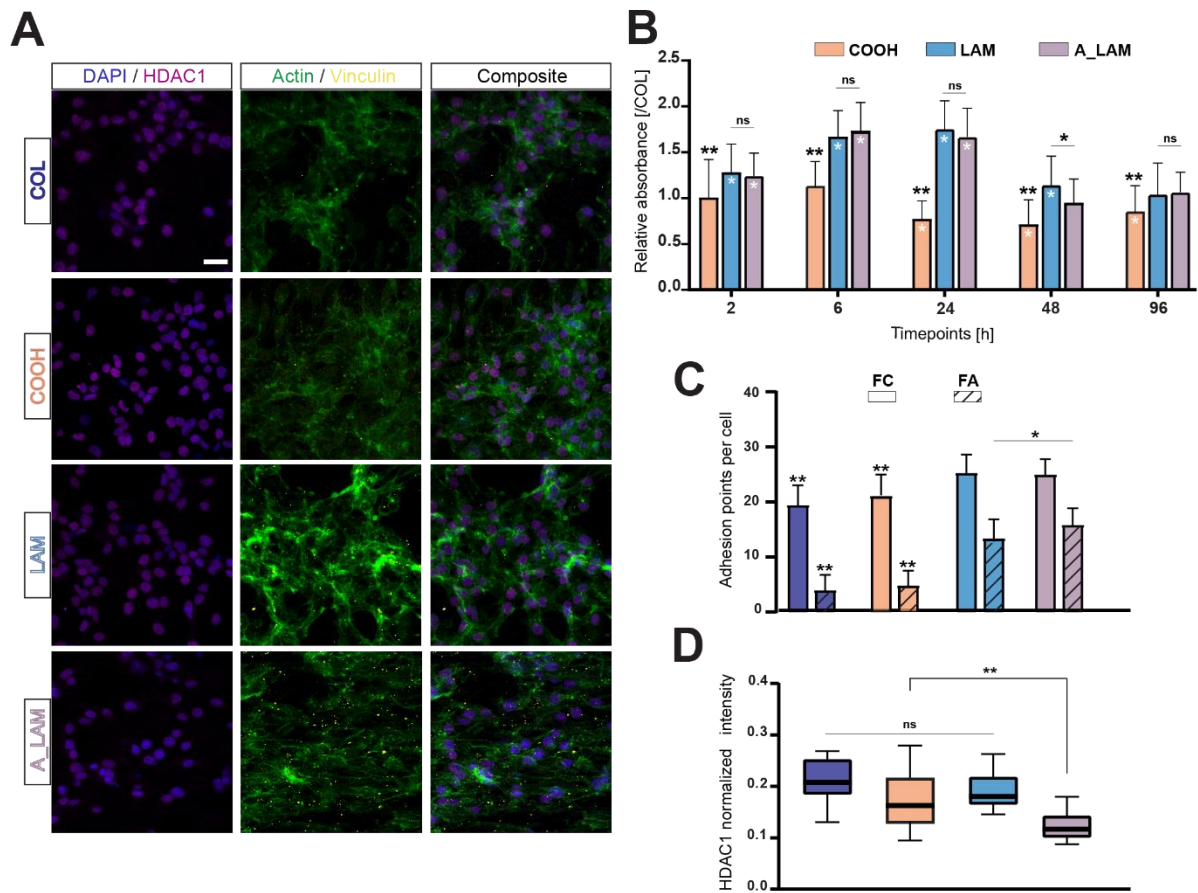 A
DAPI / HDAC1
Actin / Vinculin
Composite
COL
COOH
LAM
A_LAM
B
COOH
LAM
A_LAM
Relative absorbance [/COL]
2.5
2.0
1.5
1.0
0.5
0.0
** ns
** ns
** ns
** *
** ns
* *
* *
* * *
* *
2
6
24
48
96
Timepoints [h]
C
FC
FA
Adhesion points per cell
40
30
20
10
0
**
**
**
**
*
D
HDAC1 normalized intensity
0.4
0.3
0.2
0.1
0.0
ns
**